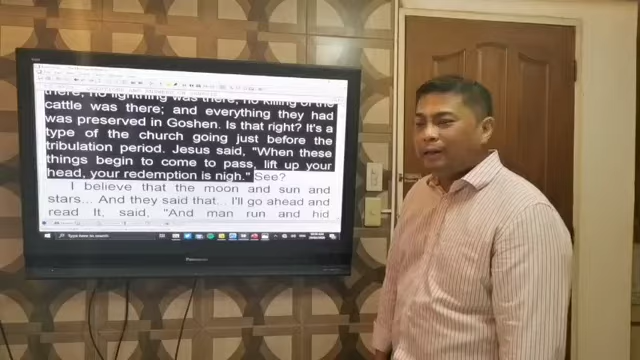 there; no lightning was there; no killing of the
cattle was there; and everything they had
was preserved in Goshen. Is that right? It's a
type of the church going just before the
tribulation period. Jesus said, "When these
things begin to come to pass, lift up your
head, your redemption is nigh." See?
I believe that the moon and sun and
stars... And they said that... I'll go ahead and
read It, said, "And man run and hid
Type here to search
Panasonic